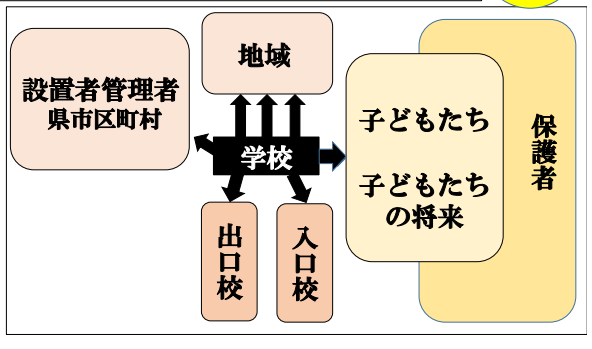 地域
設置者管理者
県市区町村
学校
子どもたち
子どもたち
の将来
保護者
出口校
入口校